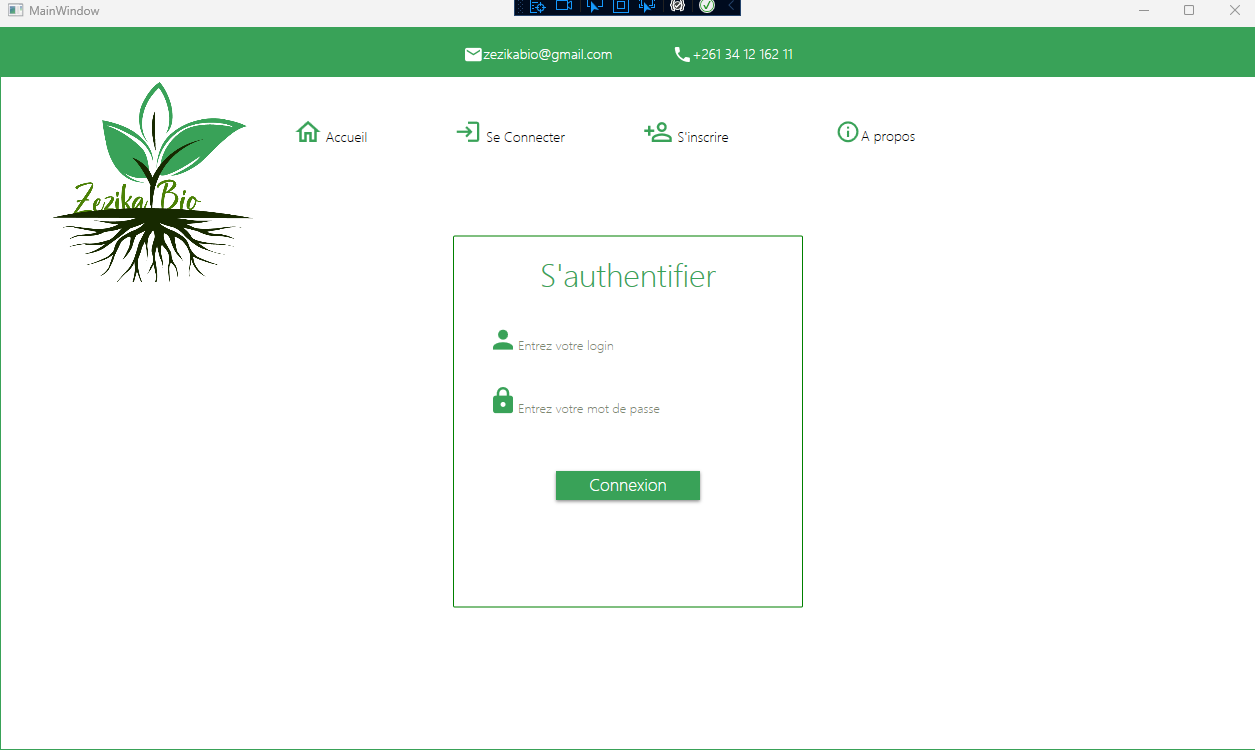 MainWindow
zezikabio@gmail.com
+261 34 12 162 11
Accueil
Se Connecter
S'inscrire
A propos
Zezika Bio
S'authentifier
Entrez votre login
Entrez votre mot de passe
Connexion